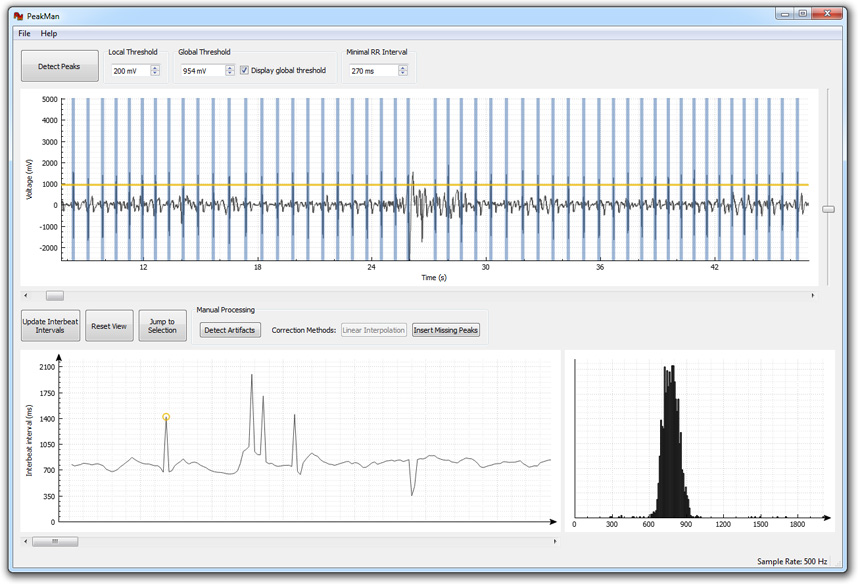 PeakMan
File Help
Local Threshold Global Threshold Minimal RR Interval
Detect Peaks 200 mV 954 mV Display global threshold 270 ms
5000
4000
3000
2000
1000
0
-1000
-2000
Voltage (mV)
12 18 24 30 36 42
Time (s)
Manual Processing
Update Interbeat Intervals
Reset View
Jump to Selection
Detect Artifacts Correction Methods: Linear Interpolation Insert Missing Peaks
2100
1750
1400
1050
700
350
0
Interbeat interval (ms)
0 300 600 900 1200 1500 1800
Sample Rate: 500 Hz